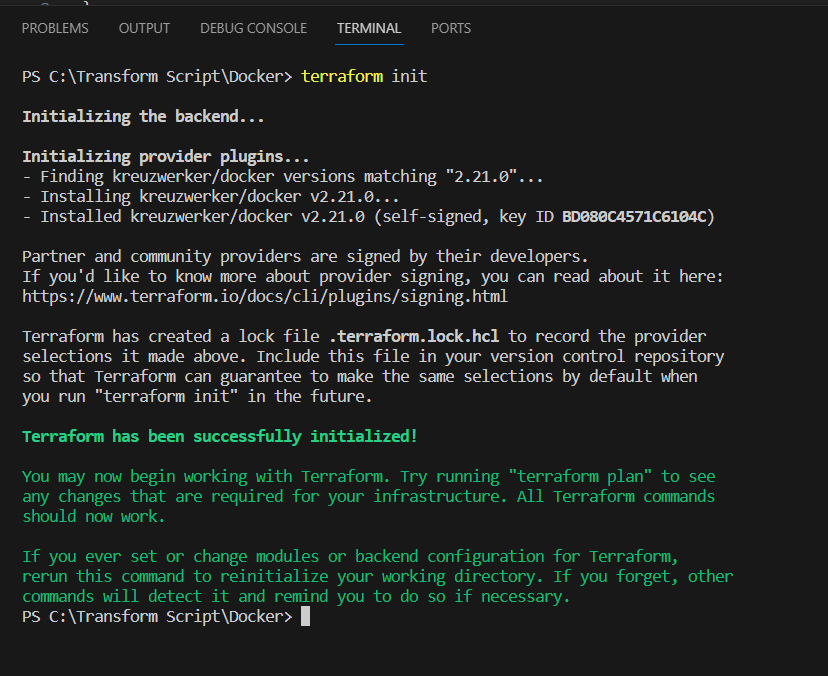 PROBLEMS OUTPUT DEBUG CONSOLE TERMINAL PORTS
PS C:\Transform Script\Docker> terraform init
Initializing the backend...
Initializing provider plugins...
- Finding kreuzwerker/docker versions matching "2.21.0"...
- Installing kreuzwerker/docker v2.21.0...
- Installed kreuzwerker/docker v2.21.0 (self-signed, key ID BD080C4571C6104C)
Partner and community providers are signed by their developers.
If you'd like to know more about provider signing, you can read about it here:
https://www.terraform.io/docs/cli/plugins/signing.html
Terraform has created a lock file .terraform.lock.hcl to record the provider
selections it made above. Include this file in your version control repository
so that Terraform can guarantee to make the same selections by default when
you run "terraform init" in the future.
Terraform has been successfully initialized!
You may now begin working with Terraform. Try running "terraform plan" to see
any changes that are required for your infrastructure. All Terraform commands
should now work.
If you ever set or change modules or backend configuration for Terraform,
rerun this command to reinitialize your working directory. If you forget, other
commands will detect it and remind you to do so if necessary.
PS C:\Transform Script\Docker>